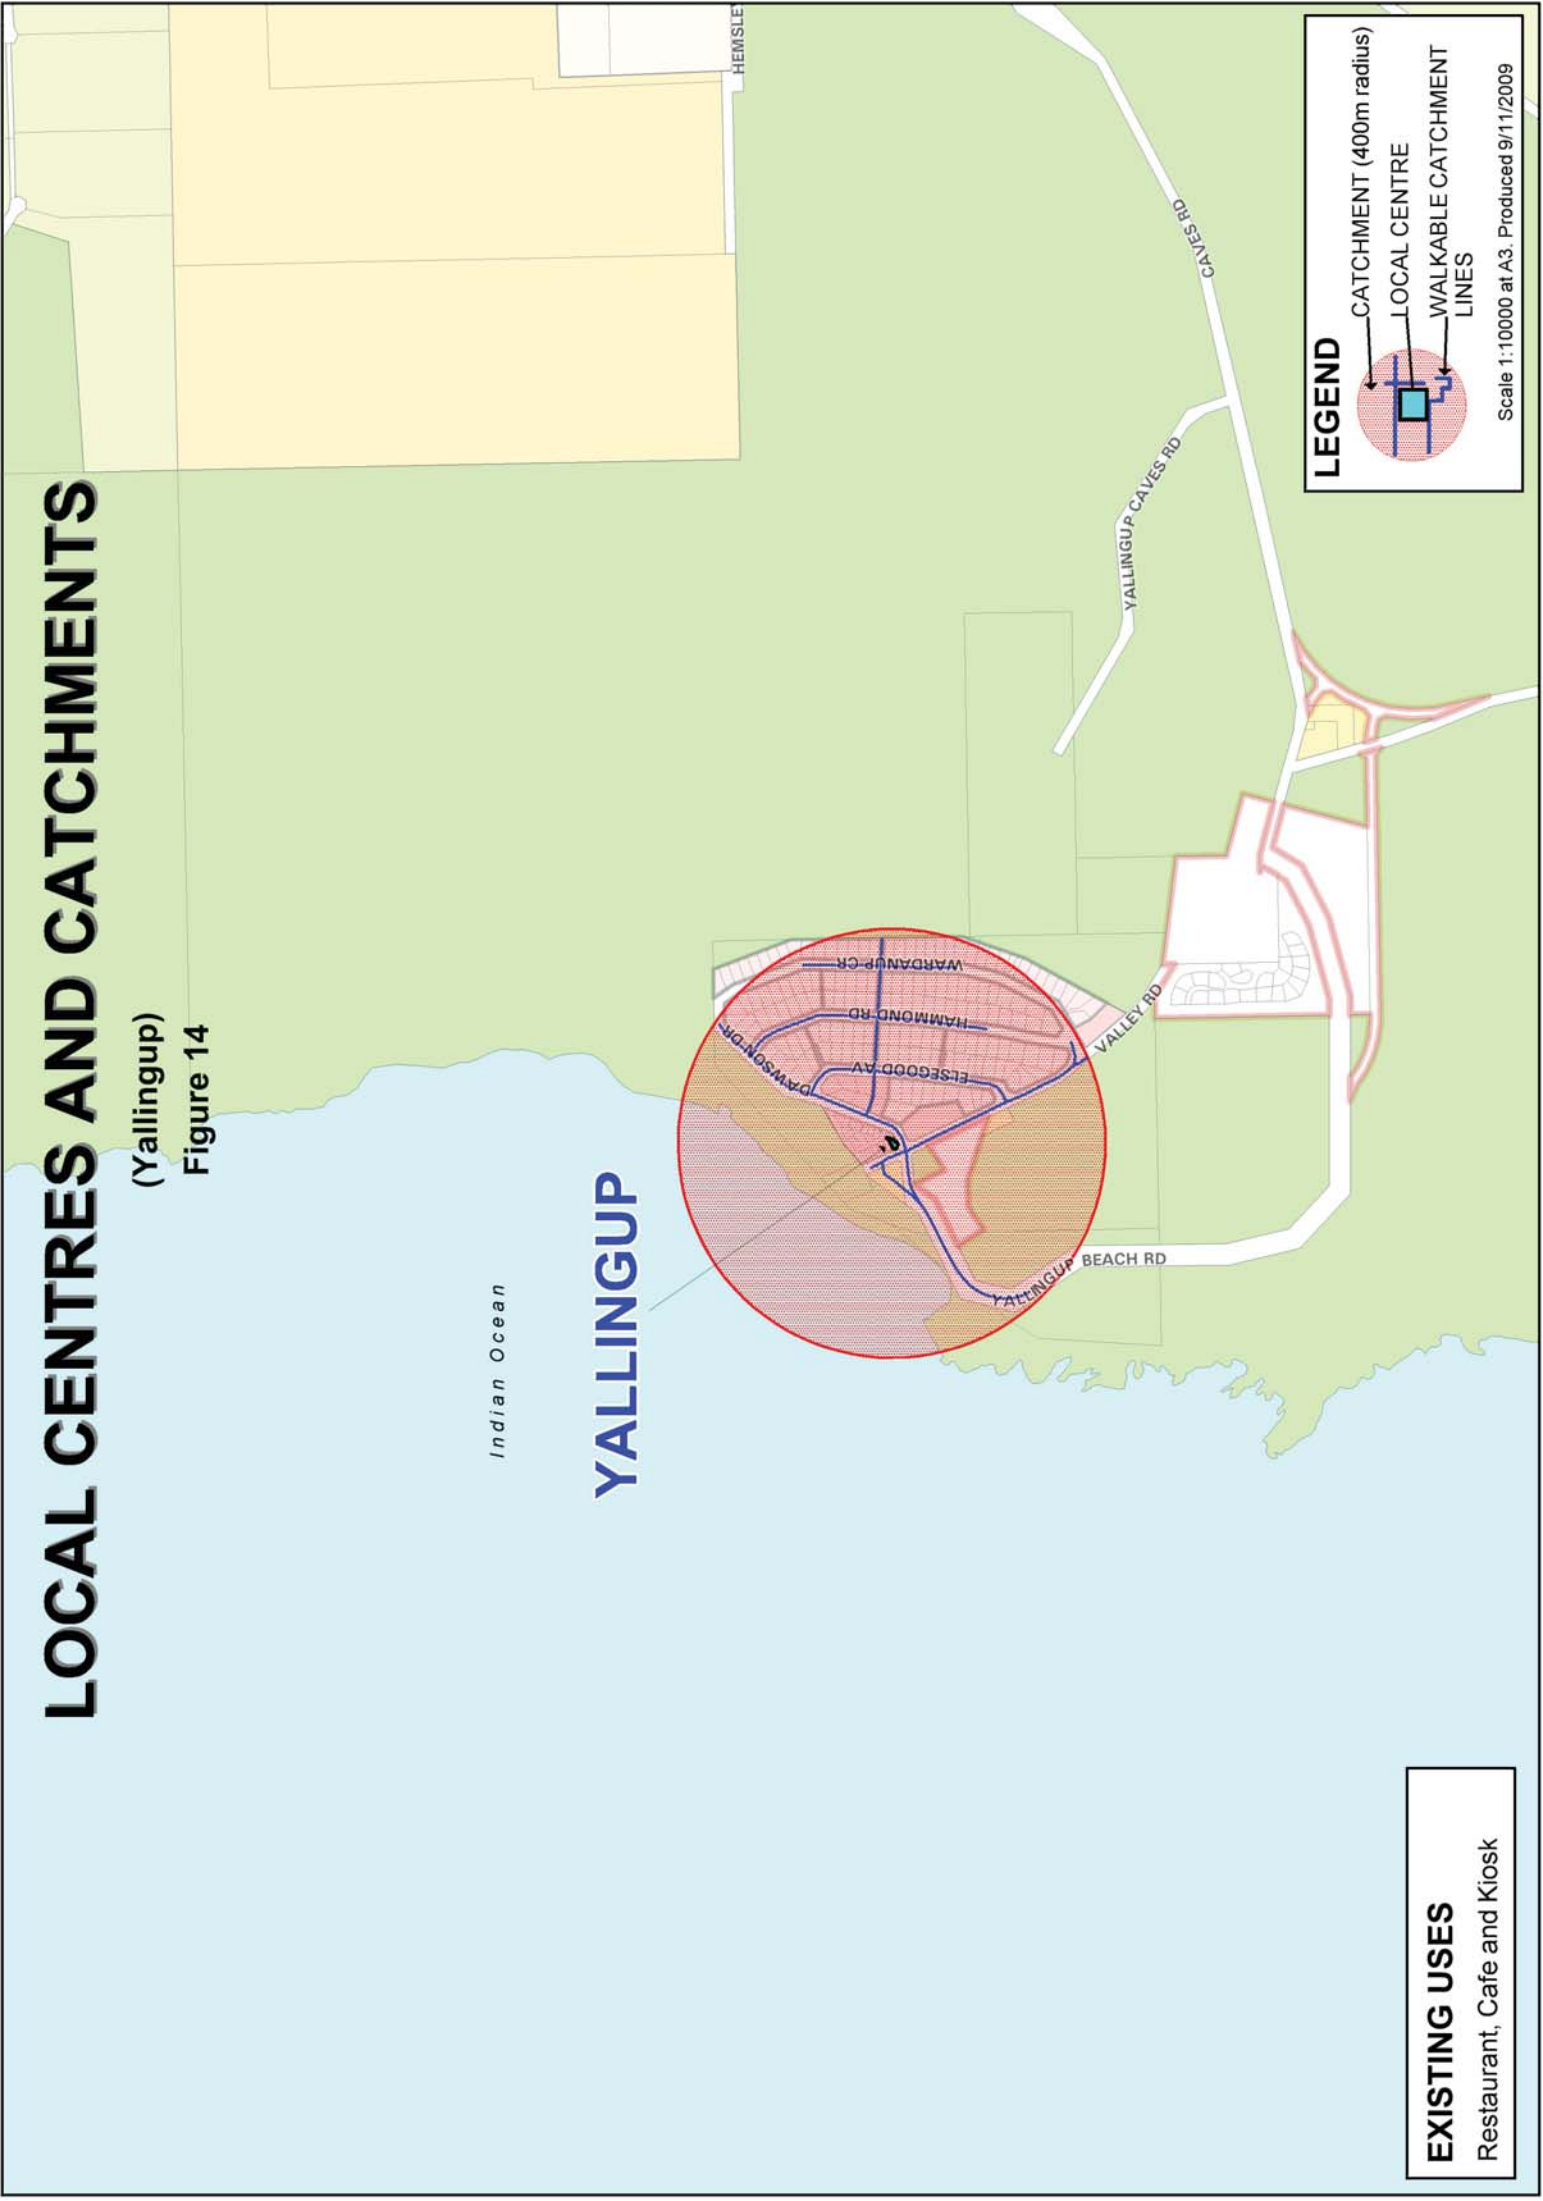 LOCAL CENTRES AND CATCHMENTS
(Yallingup)
Figure 14
HEMSLEY
Indian Ocean
YALLINGUP
DAWSON DR
WARDANUP CR
HAMMOND RD
ELSEGOOD AV
VALLEY RD
YALLINGUP BEACH RD
YALLINGUP CAVES RD
CAVES RD
EXISTING USES
Restaurant, Cafe and Kiosk
LEGEND
CATCHMENT (400m radius)
LOCAL CENTRE
WALKABLE CATCHMENT
LINES
Scale 1:10000 at A3. Produced 9/11/2009